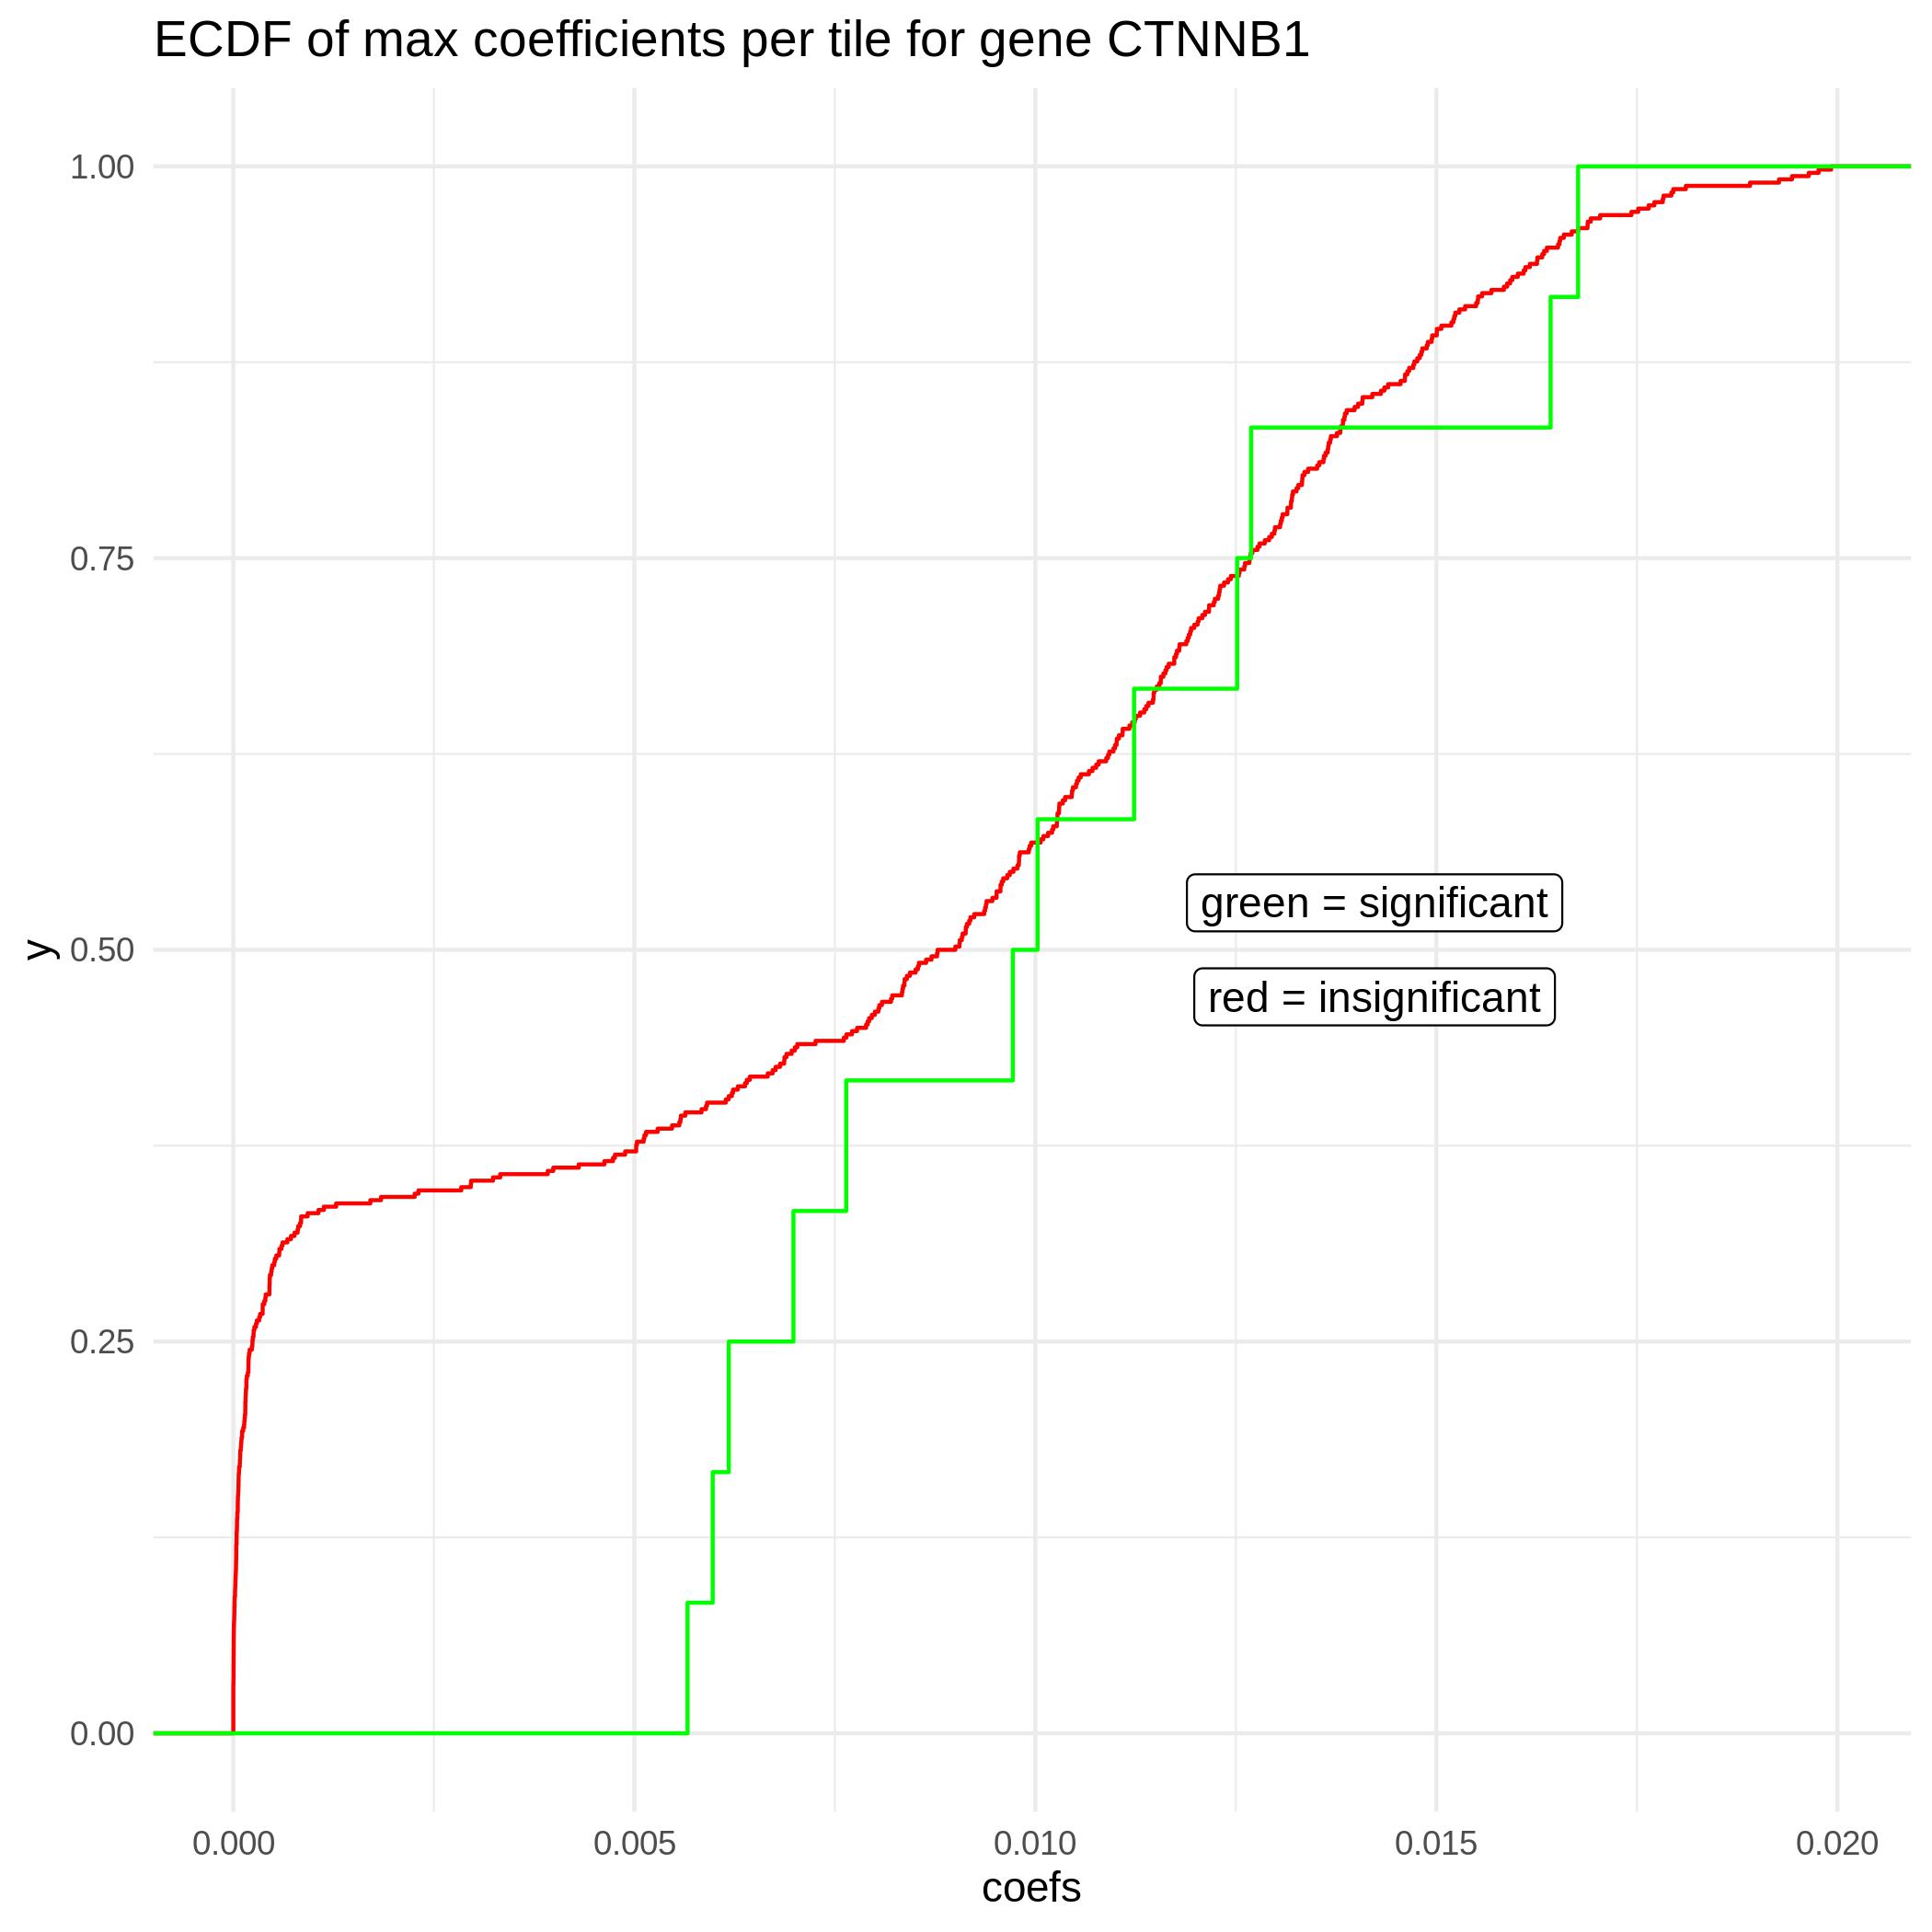 ECDF of max coefficients per tile for gene CTNNB1
1.00
0.75
0.50
0.25
0.00
y
green = significant
red = insignificant
0.000
0.005
0.010
0.015
0.020
coefs